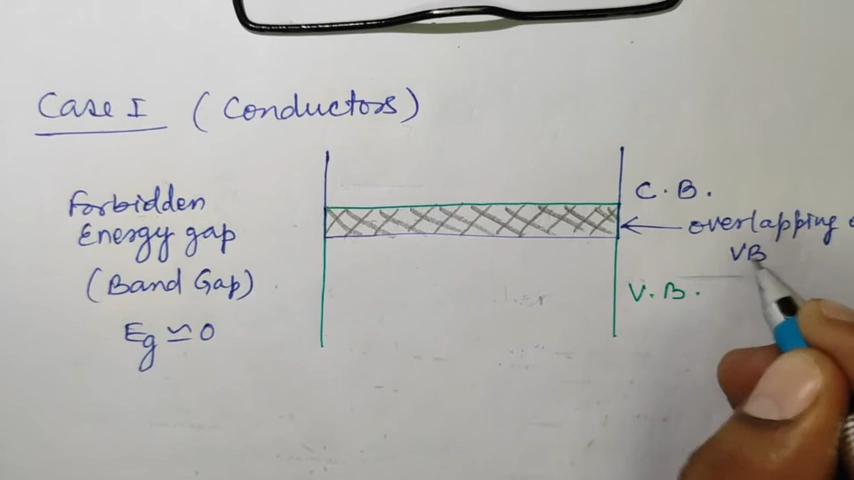 Case I (Conductors)
Forbidden
Energy gap
(Band Gap)
Eg ≃ 0
C.B.
overlapping
VB
V.B.